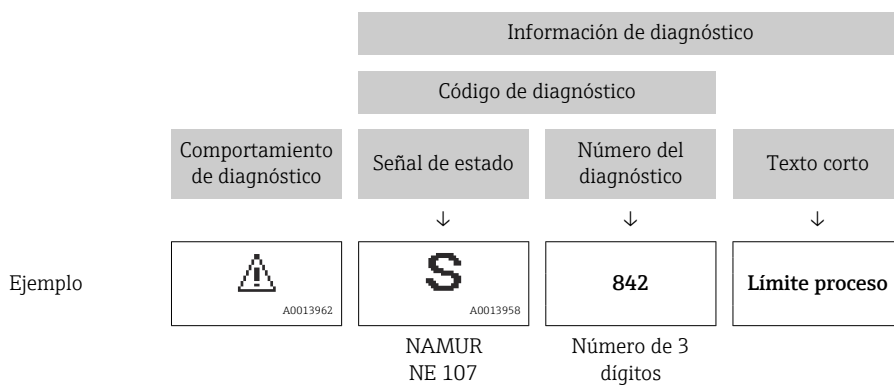 Información de diagnóstico
Código de diagnóstico
Comportamiento
de diagnóstico
Señal de estado
Número del
diagnóstico
Texto corto
↓ ↓ ↓
Ejemplo
A0013962
S
A0013958
842
Límite proceso
NAMUR
NE 107
Número de 3
dígitos